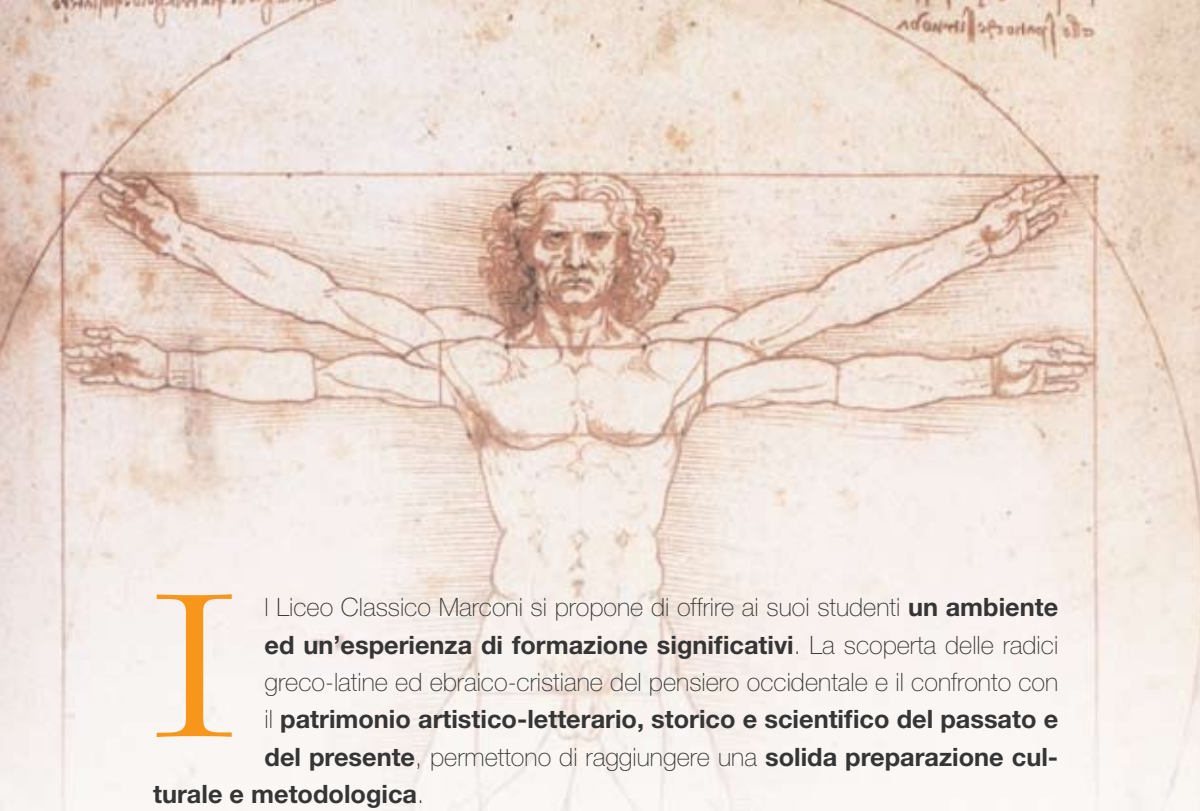 Il Liceo Classico Marconi si propone di offrire ai suoi studenti un ambiente
ed un'esperienza di formazione significativi. La scoperta delle radici
greco-latine ed ebraico-cristiane del pensiero occidentale e il confronto con
il patrimonio artistico-letterario, storico e scientifico del passato e
del presente, permettono di raggiungere una solida preparazione cul-
turale e metodologica.